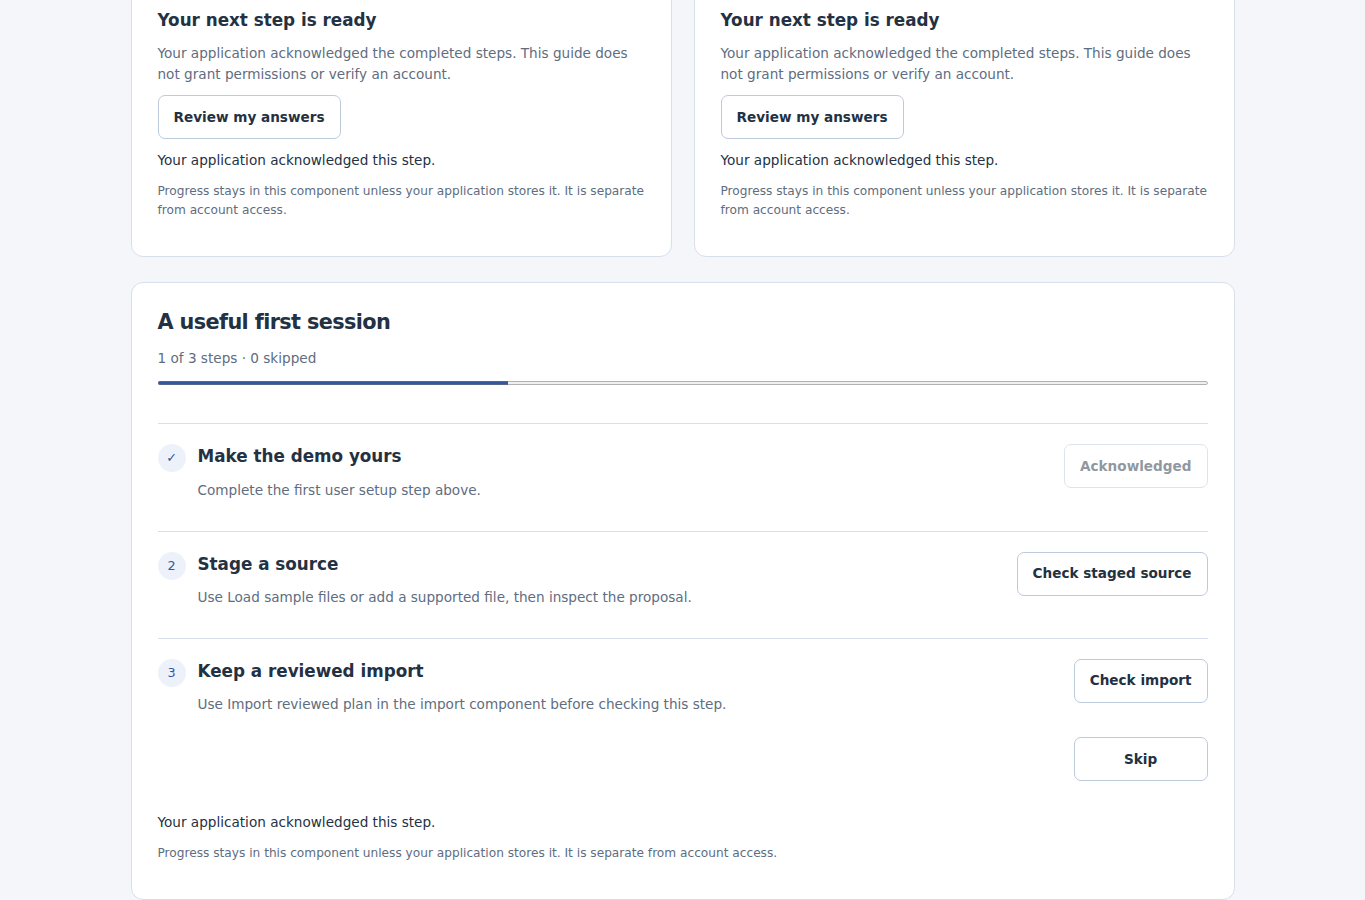 Your next step is ready
Your application acknowledged the completed steps. This guide does
not grant permissions or verify an account.
Review my answers
Your application acknowledged this step.
Progress stays in this component unless your application stores it. It is separate
from account access.
Your next step is ready
Your application acknowledged the completed steps. This guide does
not grant permissions or verify an account.
Review my answers
Your application acknowledged this step.
Progress stays in this component unless your application stores it. It is separate
from account access.
A useful first session
1 of 3 steps · 0 skipped
✓ Make the demo yours
Acknowledged
Complete the first user setup step above.
2 Stage a source
Check staged source
Use Load sample files or add a supported file, then inspect the proposal.
3 Keep a reviewed import
Check import
Use Import reviewed plan in the import component before checking this step.
Skip
Your application acknowledged this step.
Progress stays in this component unless your application stores it. It is separate from account access.